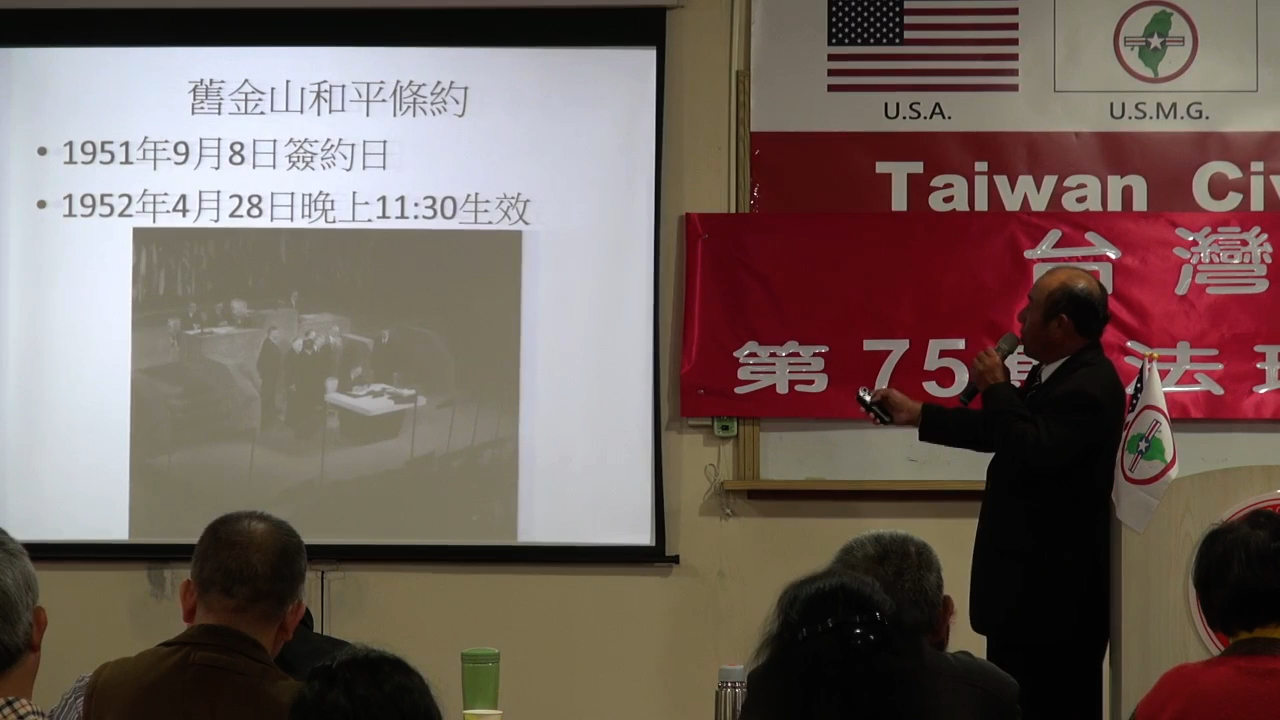 舊金山和平條約
• 1951年9月8日簽約日
• 1952年4月28日晚上11:30生效
U.S.A.
U.S.M.G.
Taiwan Civ
台灣
第75
法